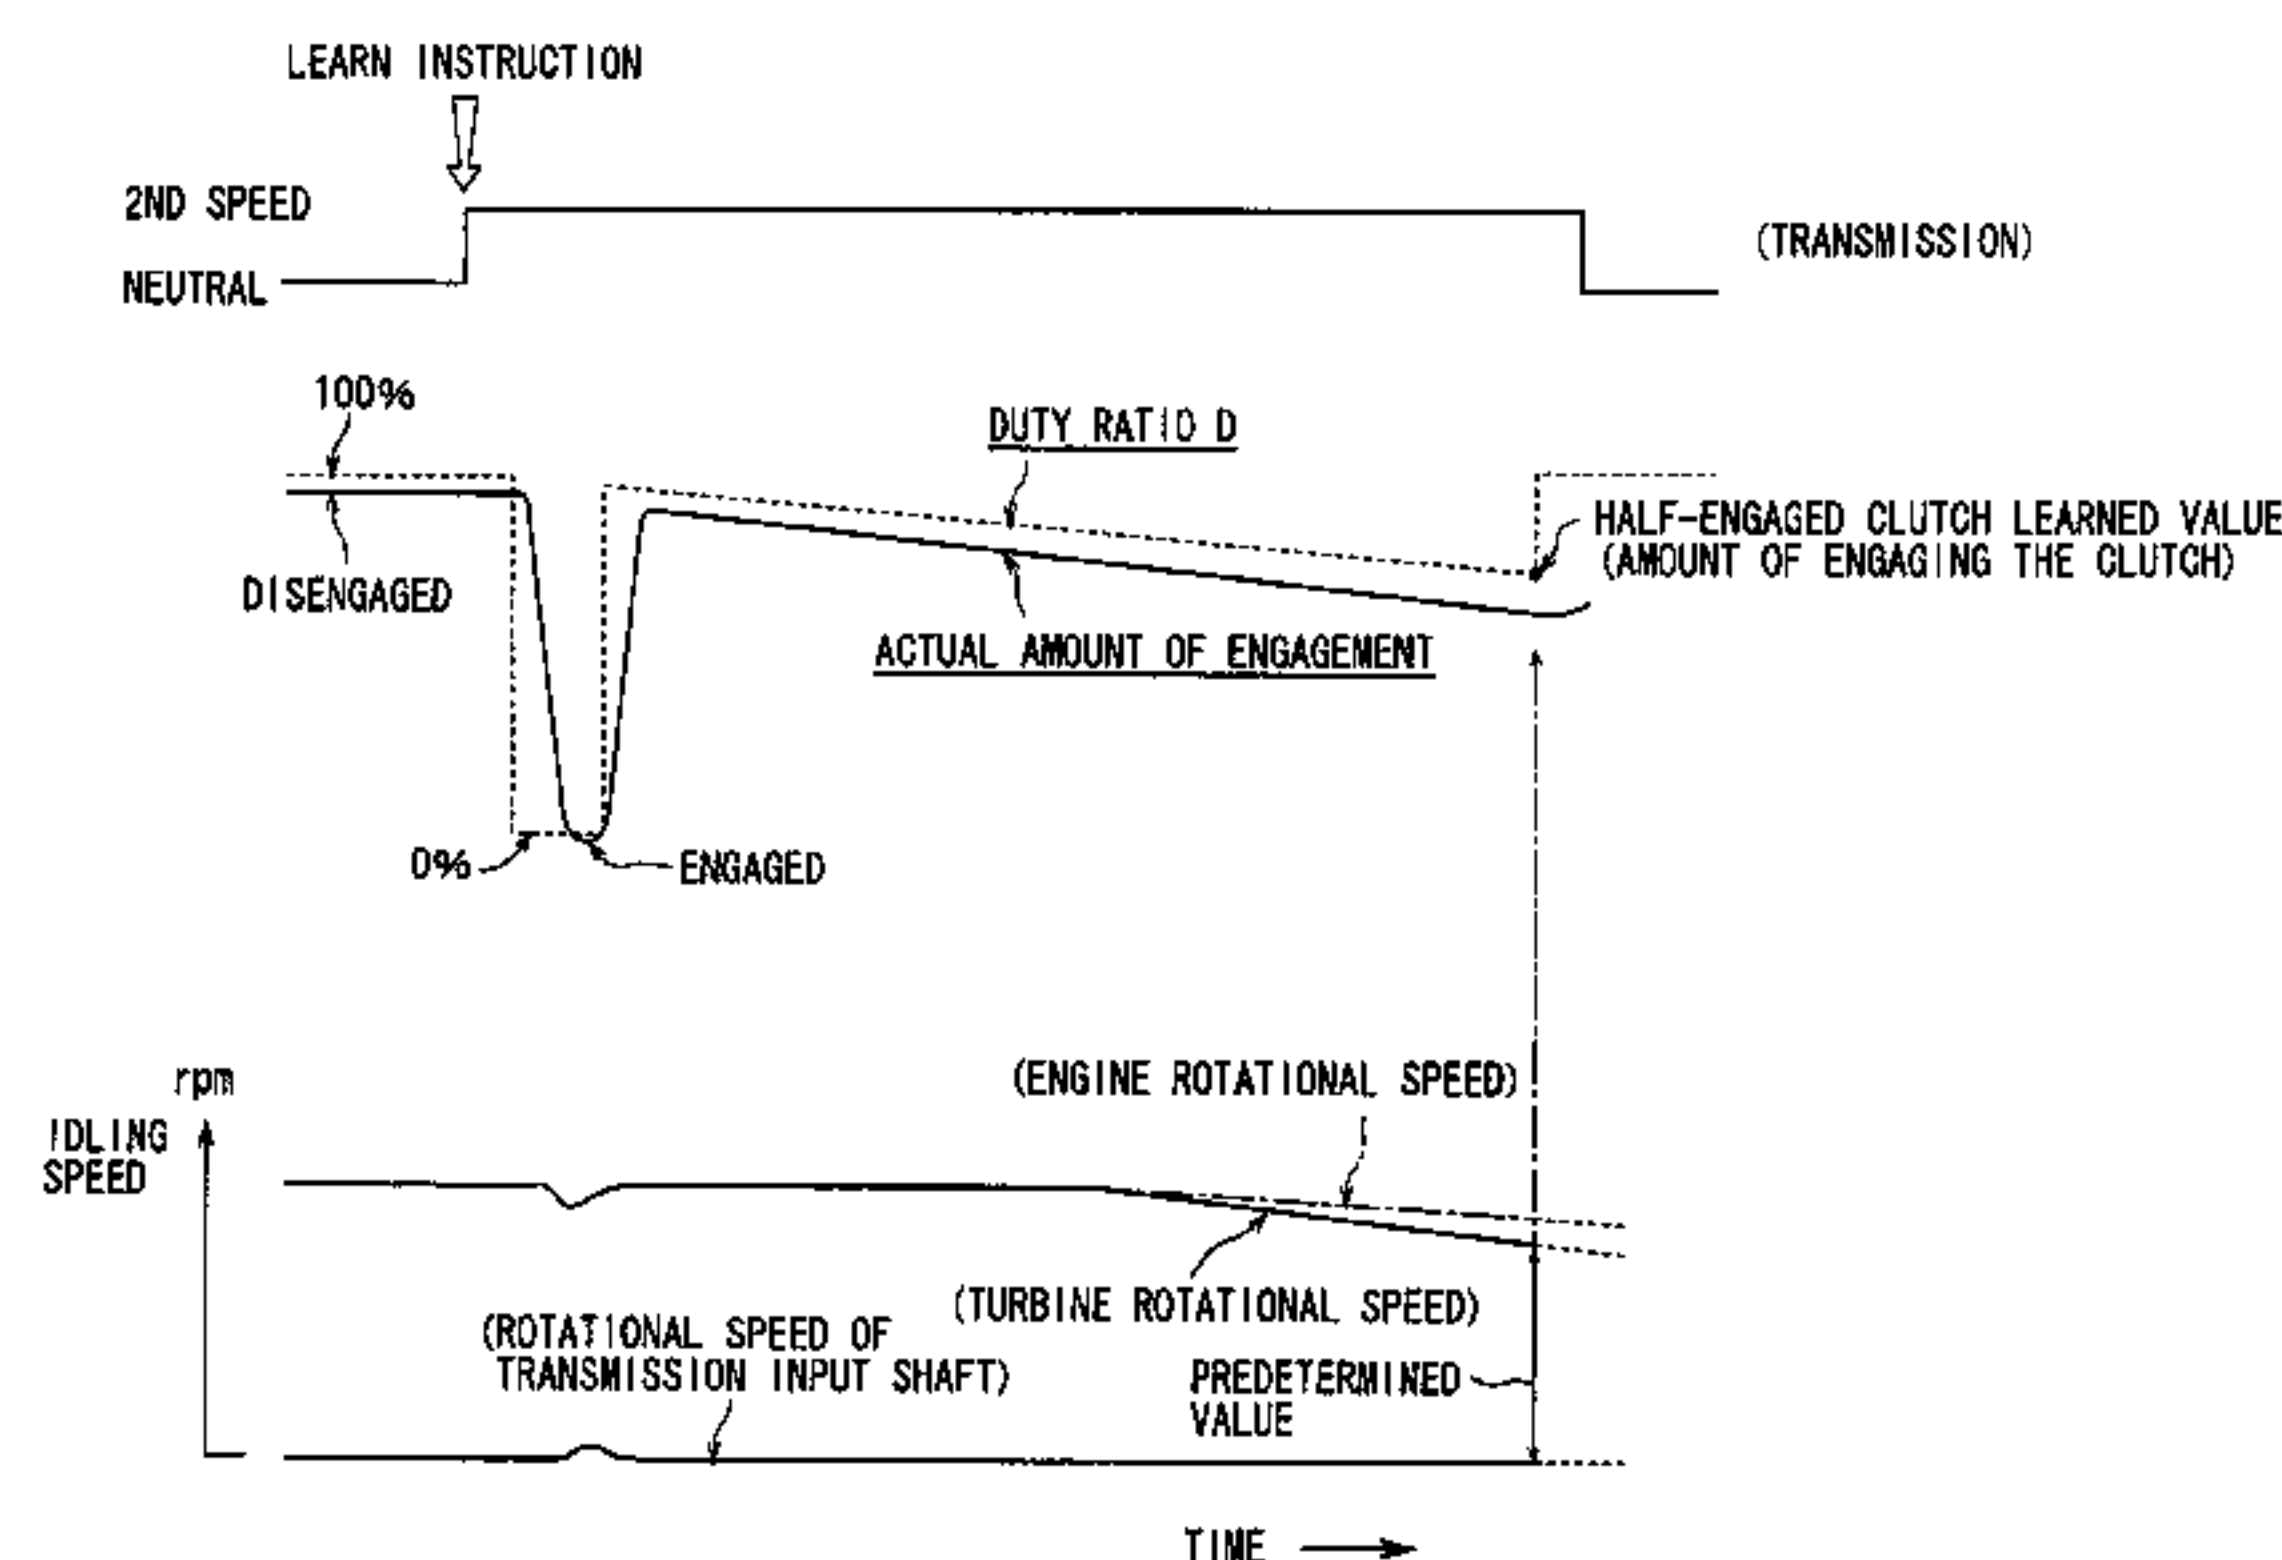 LEARN INSTRUCTION
2ND SPEED
NEUTRAL
(TRANSMISSION)
100%
DUTY RATIO D
HALF-ENGAGED CLUTCH LEARNED VALUE
(AMOUNT OF ENGAGING THE CLUTCH)
DISENGAGED
ACTUAL AMOUNT OF ENGAGEMENT
0%
ENGAGED
rpm
IDLING
SPEED
(ENGINE ROTATIONAL SPEED)
(TURBINE ROTATIONAL SPEED)
(ROTATIONAL SPEED OF
TRANSMISSION INPUT SHAFT)
PREDETERMINED
VALUE
TIME